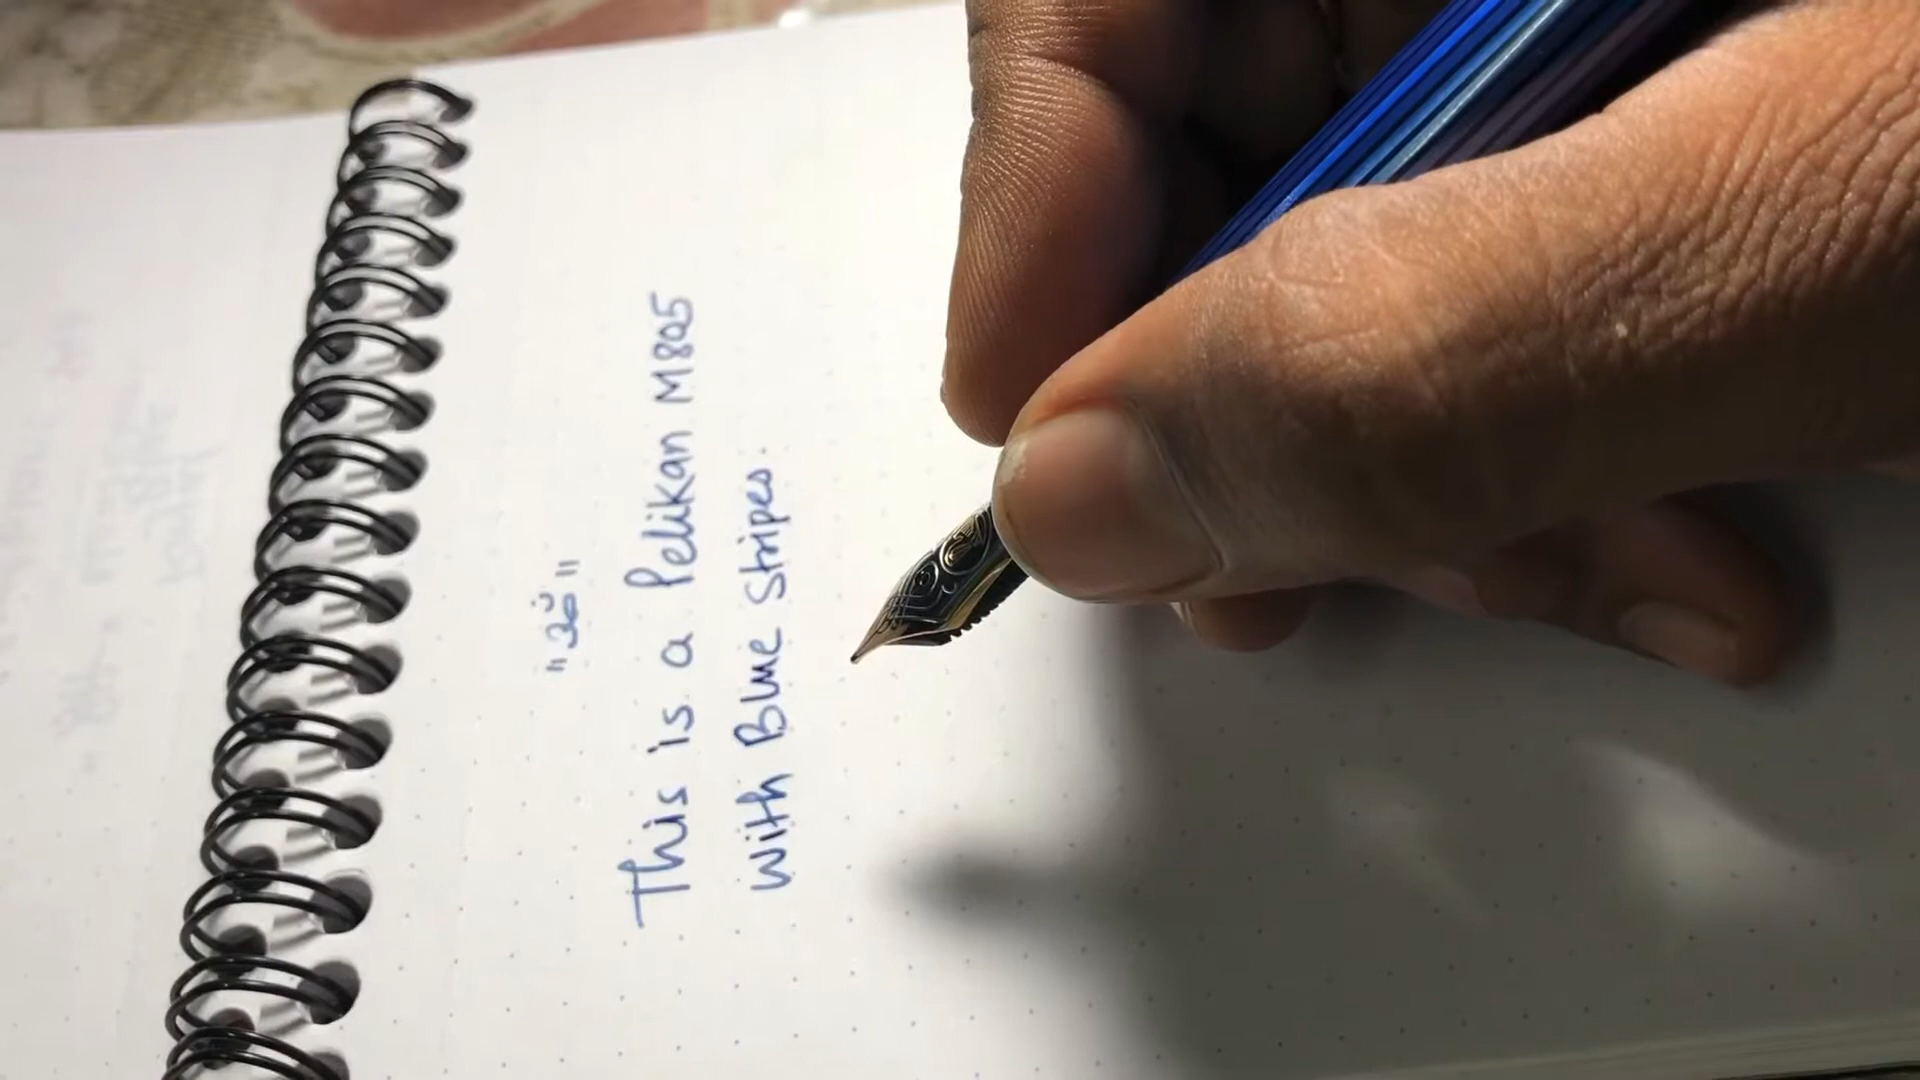 "ॐ"
This is a Pelikan M805
with Blue stripes.